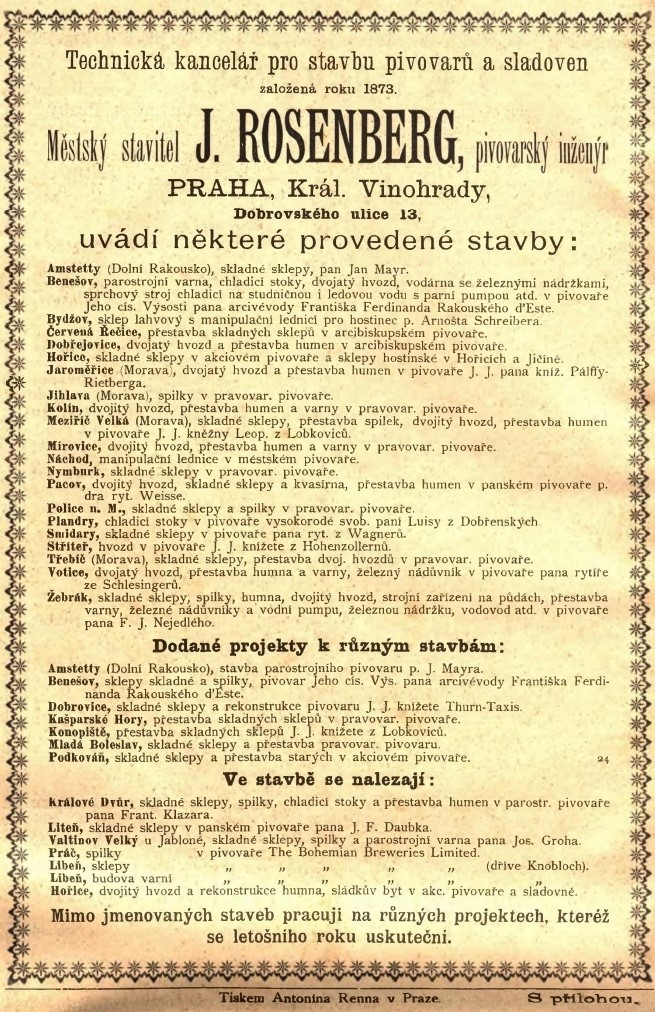 Technická kancelář pro stavbu pivovarů a sladoven
založená roku 1873.
Městský stavitel J. ROSENBERG, pivovarský inženýr
PRAHA, Král. Vinohrady,
Dobrovského ulice 13,
uvádí některé provedené stavby:
Amstetty (Dolní Rakousko), skladné sklepy, pan Jan Mayr.
Benešov, parostrojní varna, chladicí stoky, dvojatý hvozd, vodárna se železnými nádržkami,
sprchový stroj chladicí na studničnou i ledovou vodu s parní pumpou atd. v pivovaře
Jeho cís. Výsosti pana arcivévody Františka Ferdinanda Rakouského d'Este.
Bydžov, sklep lahvový s manipulační lednicí pro hostinec p. Arnošta Schreibera.
Červená Řečice, přestavba skladných sklepů v arcibiskupském pivovaře.
Dobřejovice, dvojatý hvozd a přestavba humen v arcibiskupském pivovaře.
Hořice, skladné sklepy v akciovém pivovaře a sklepy hostinské v Hořicích a Jičíně.
Jaroměřice (Morava), dvojatý hvozd a přestavba humen v pivovaře J. J. pana kníž. Pálffy-
Rietberga.
Jihlava (Morava), spilky v pravovar. pivovaře.
Kolín, dvojitý hvozd, přestavba humen a varny v pravovar. pivovaře.
Meziříč Velká (Morava), skladné sklepy, přestavba spilek, dvojitý hvozd, přestavba humen
v pivovaře J. J. kněžny Leop. z Lobkoviců.
Mirovice, dvojitý hvozd, přestavba humen a varny v pravovar. pivovaře.
Náchod, manipulační lednice v městském pivovaře.
Nymburk, skladné sklepy v pravovar. pivovaře.
Pacov, dvojitý hvozd, skladné sklepy a kvasírna, přestavba humen v panském pivovaře p.
dra ryt. Weisse.
Police n. M., skladné sklepy a spilky v pravovar. pivovaře.
Plandry, chladicí stoky v pivovaře vysokorodé svob. paní Luisy z Dobřenských
Smidary, skladné sklepy v pivovaře pana ryt. z Wagnerů.
Stříteř, hvozd v pivovaře J. J. knížete z Hohenzollernů.
Třebíč (Morava), skladné sklepy, přestavba dvoj. hvozdů v pravovar. pivovaře.
Votice, dvojatý hvozd, přestavba humna a varny, železný náduvník v pivovaře pana rytíře
ze Schlesingerů.
Žebrák, skladné sklepy, spilky, humna, dvojitý hvozd, strojní zařízení na půdách, přestavba
varny, železné náduvníky a vodní pumpu, železnou nádržku, vodovod atd. v pivovaře
pana F. J. Nejedlého.
Dodané projekty k různým stavbám:
Amstetty (Dolní Rakousko), stavba parostrojního pivovaru p. J. Mayra.
Benešov, sklepy skladné a spilky, pivovar Jeho cís. Výs. pana arcivévody Františka Ferdi-
nanda Rakouského d'Este.
Dobrovice, skladné sklepy a rekonstrukce pivovaru J. J. knížete Thurn-Taxis.
Kašparské Hory, přestavba skladných sklepů v pravovar. pivovaře.
Konopiště, přestavba skladných sklepů J. J. knížete z Lobkoviců.
Mladá Boleslav, skladné sklepy a přestavba pravovar. pivovaru.
Podkováň, skladné sklepy a přestavba starých v akciovém pivovaře. 24
Ve stavbě se nalezají:
Králové Dvůr, skladné sklepy, spilky, chladicí stoky a přestavba humen v parostr. pivovaře
pana Frant. Klazara.
Liteň, skladné sklepy v panském pivovaře pana J. F. Daubka.
Valtinov Velký u Jabloné, skladné sklepy, spilky a parostrojní varna pana Jos. Groha.
Práč, spilky v pivovaře The Bohemian Breweries Limited.
Libeň, sklepy „ „ „ „ „ (dříve Knobloch).
Libeň, budova varní „ „ „ „ „ „
Hořice, dvojitý hvozd a rekonstrukce humna, sládkův byt v akc. pivovaře a sladovně.
Mimo jmenovaných staveb pracuji na různých projektech, kteréž
se letošního roku uskuteční.
Tiskem Antonína Renna v Praze. S přílohou.